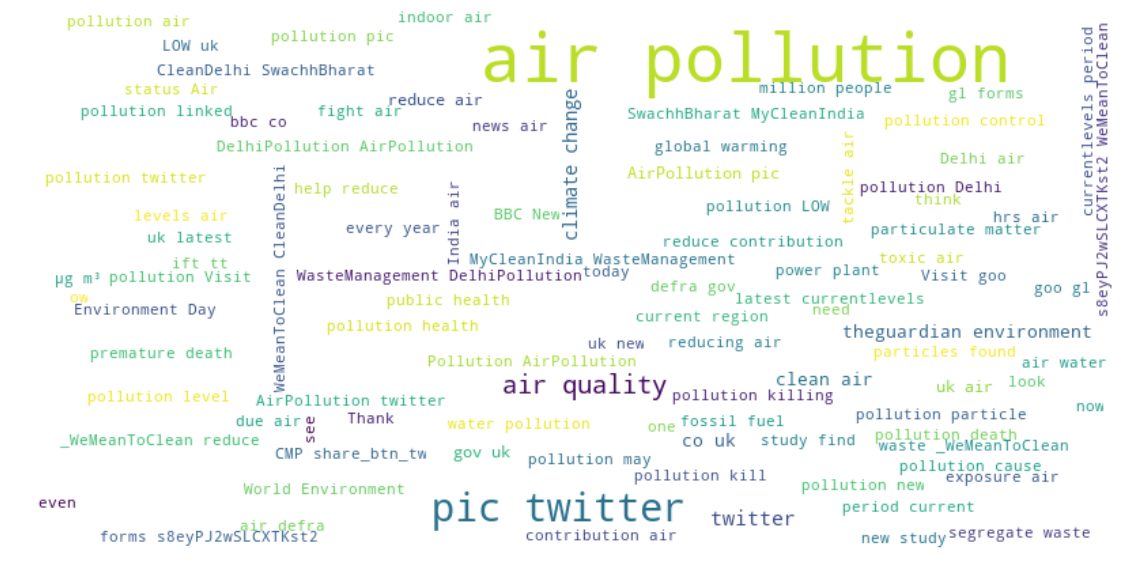 pollution air
indoor air
LOW uk
pollution pic
air pollution
CleanDelhi SwachhBharat
status Air
reduce air
million people
gl forms
pollution linked
fight air
climate change
SwachhBharat MyCleanIndia
currentlevels period
s8eyPJ2wSLCXTKst2 WeMeanToClean
bbc co
news air
pollution control
DelhiPollution AirPollution
global warming
tackle air
Delhi air
pollution twitter
WeMeanToClean CleanDelhi
help reduce
India air
AirPollution pic
pollution Delhi
think
levels air
every year
BBC New
pollution LOW
hrs air
particulate matter
uk latest
reduce contribution
ift tt
MyCleanIndia WasteManagement
toxic air
µg m³
pollution Visit
WasteManagement DelhiPollution
today
power plant
Visit goo
goo gl
ow
public health
defra gov
latest currentlevels
Environment Day
need
current region
pollution health
theguardian environment
uk new
reducing air
premature death
particles found
Pollution AirPollution
air water
air quality
clean air
look
pollution level
AirPollution twitter
pollution killing
uk air
now
due air
see
Thank
water pollution
one
fossil fuel
pollution particle
_WeMeanToClean reduce
co uk
study find
pollution death
waste _WeMeanToClean
CMP share_btn_tw
gov uk
pollution may
pollution cause
pollution kill
exposure air
World Environment
pollution new
even
pic twitter
period current
air defra
twitter
forms s8eyPJ2wSLCXTKst2
contribution air
new study
segregate waste